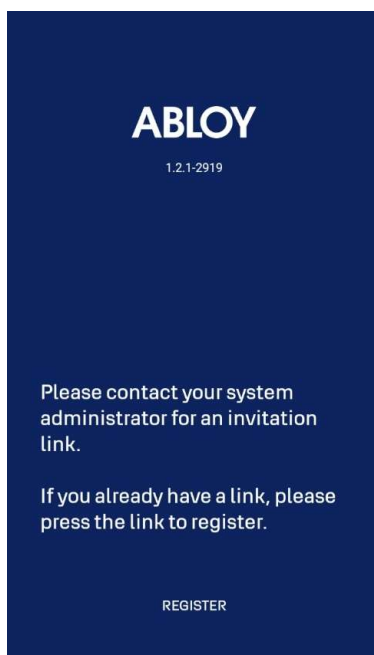 ABLOY
1.2.1-2919
Please contact your system
administrator for an invitation
link.
If you already have a link, please
press the link to register.
REGISTER